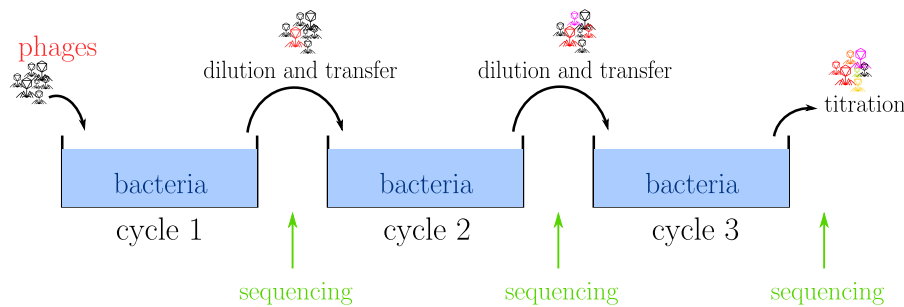 phages
dilution and transfer
dilution and transfer
titration
bacteria
bacteria
bacteria
cycle 1
cycle 2
cycle 3
sequencing
sequencing
sequencing